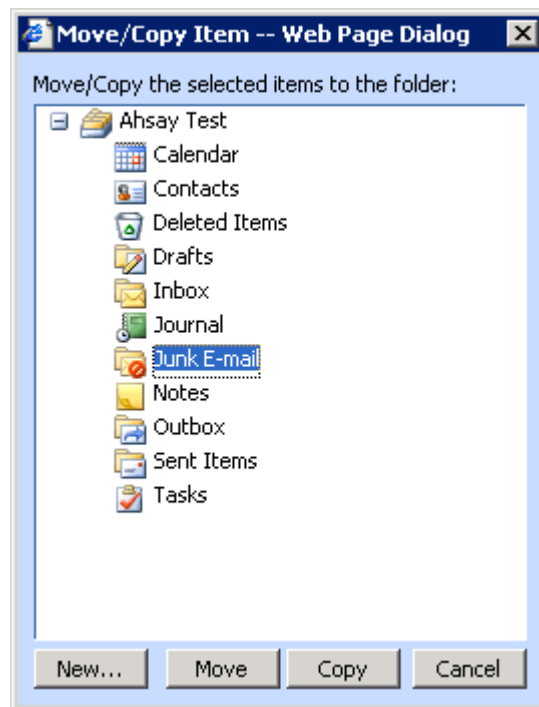 Move/Copy Item -- Web Page Dialog
Move/Copy the selected items to the folder:
Ahsay Test
Calendar
Contacts
Deleted Items
Drafts
Inbox
Journal
Junk E-mail
Notes
Outbox
Sent Items
Tasks
New... Move Copy Cancel